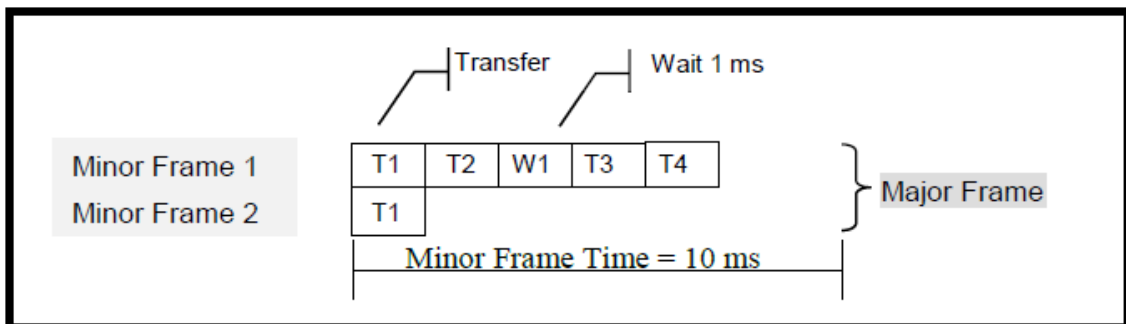 Transfer
Wait 1 ms
Minor Frame 1
T1 T2 W1 T3 T4
Minor Frame 2
T1
Major Frame
Minor Frame Time = 10 ms